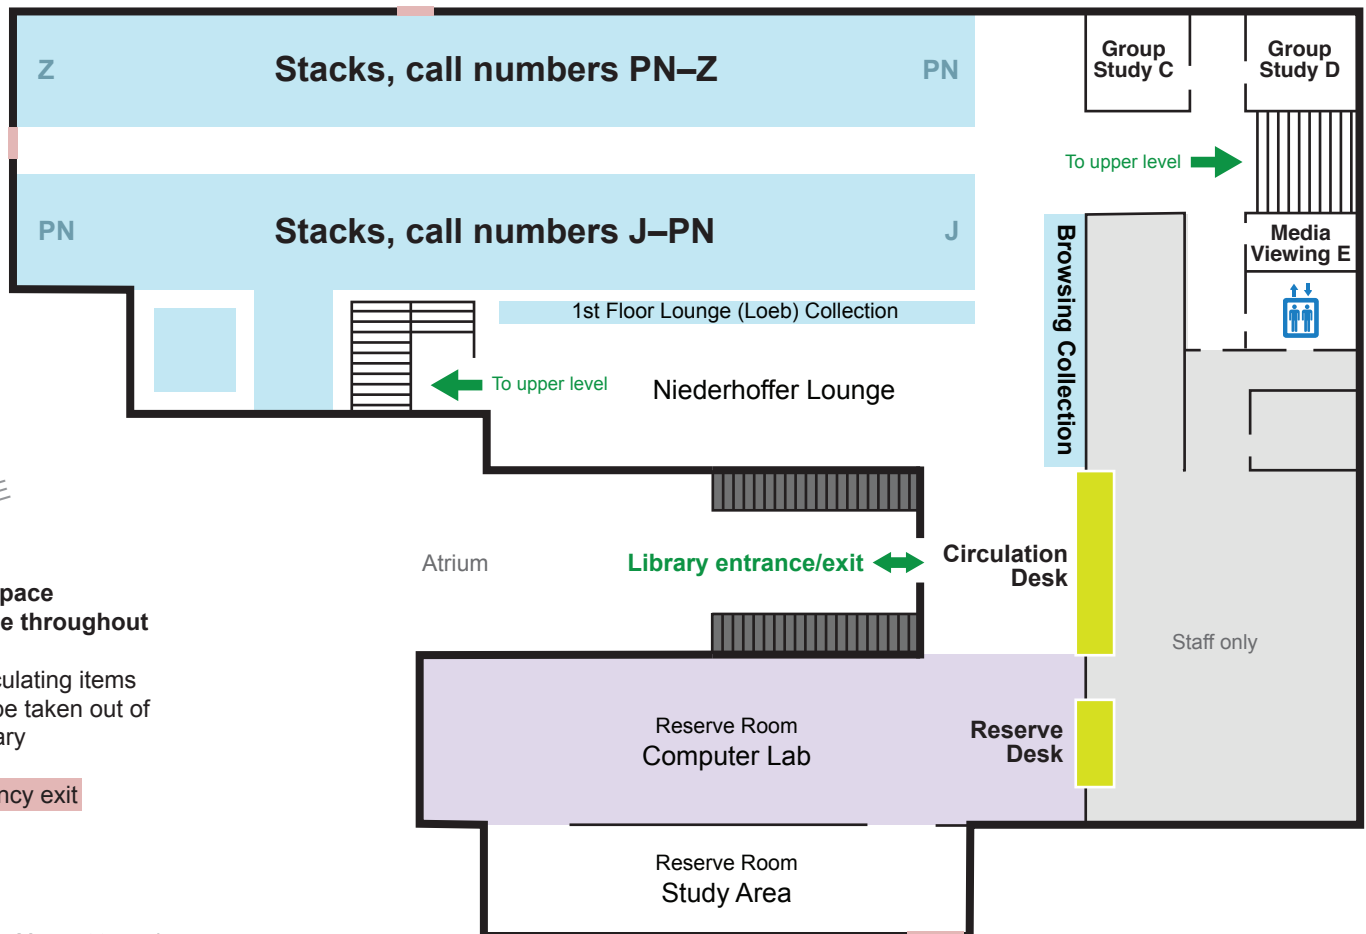 Z
Stacks, call numbers PN–Z
PN
Group
Study C
Group
Study D
To upper level
PN
Stacks, call numbers J–PN
J
Browsing Collection
Media
Viewing E
1st Floor Lounge (Loeb) Collection
To upper level
Niederhoffer Lounge
Atrium
Library entrance/exit
Circulation
Desk
Staff only
pace
e throughout
culating items
be taken out of
ary
ncy exit
Reserve Room
Computer Lab
Reserve
Desk
Reserve Room
Study Area